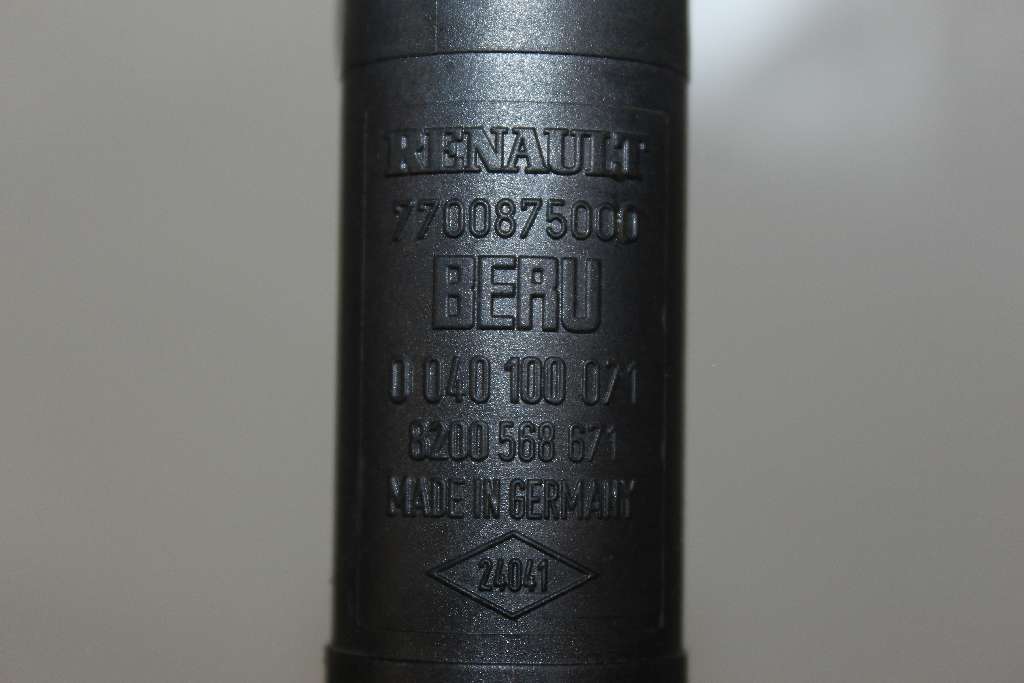 RENAULT
7700875000
BERU
0 040 100 071
8200 568 671
MADE IN GERMANY
24041